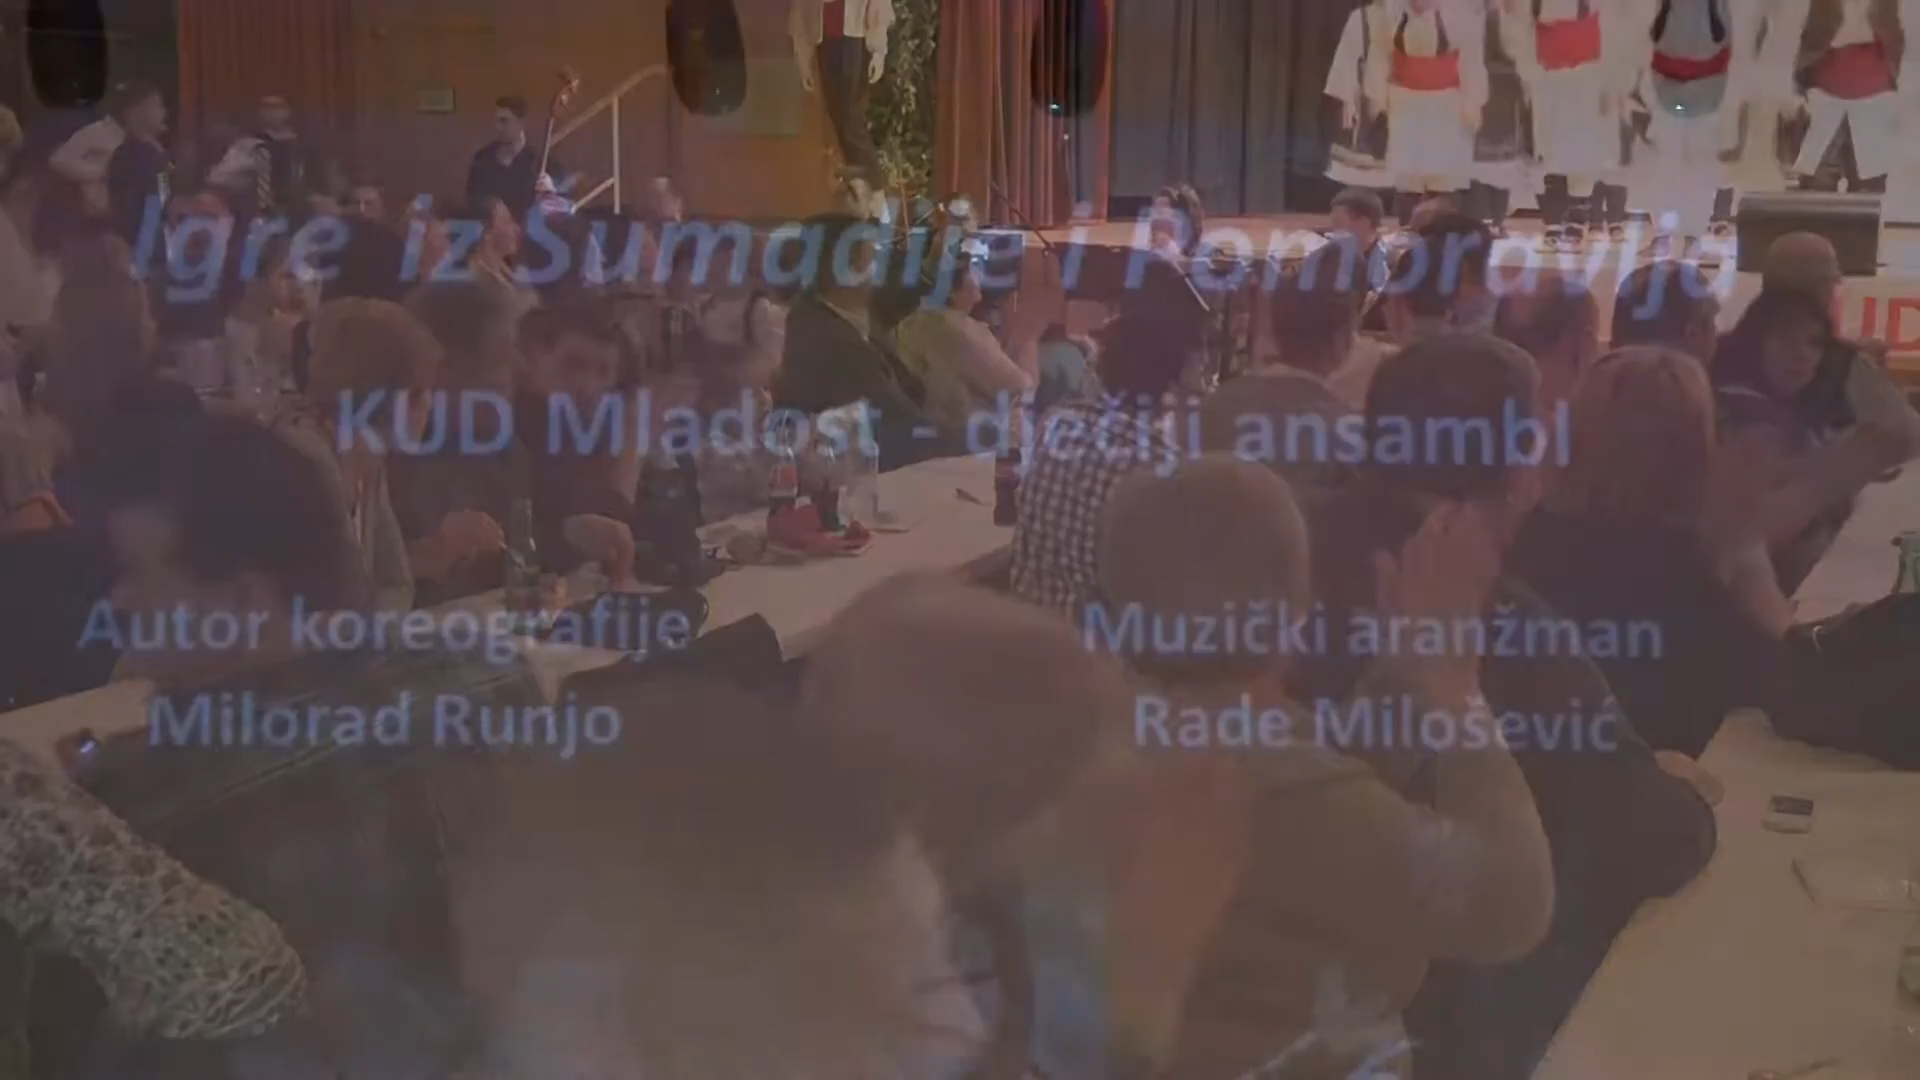 Igre iz Šumadije i Pomoravlja
KUD Mladost - dječiji ansambl
Autor koreografije
Milorad Runjo
Muzički aranžman
Rade Milošević